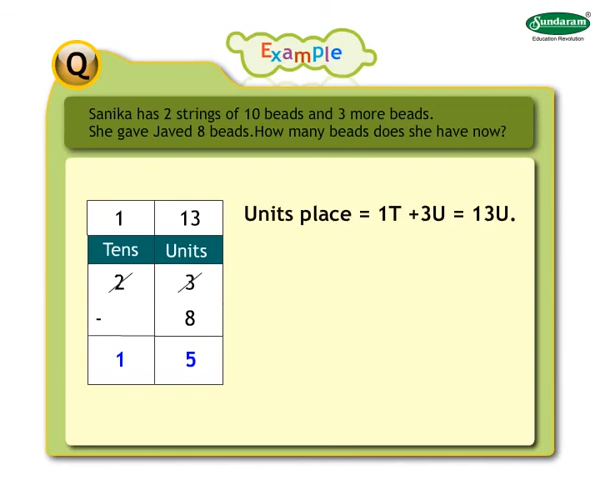 Sundaram
Education Revolution
Q
Example
Sanika has 2 strings of 10 beads and 3 more beads.
She gave Javed 8 beads.How many beads does she have now?
1 13
Tens Units
2 3
- 8
1 5
Units place = 1T +3U = 13U.